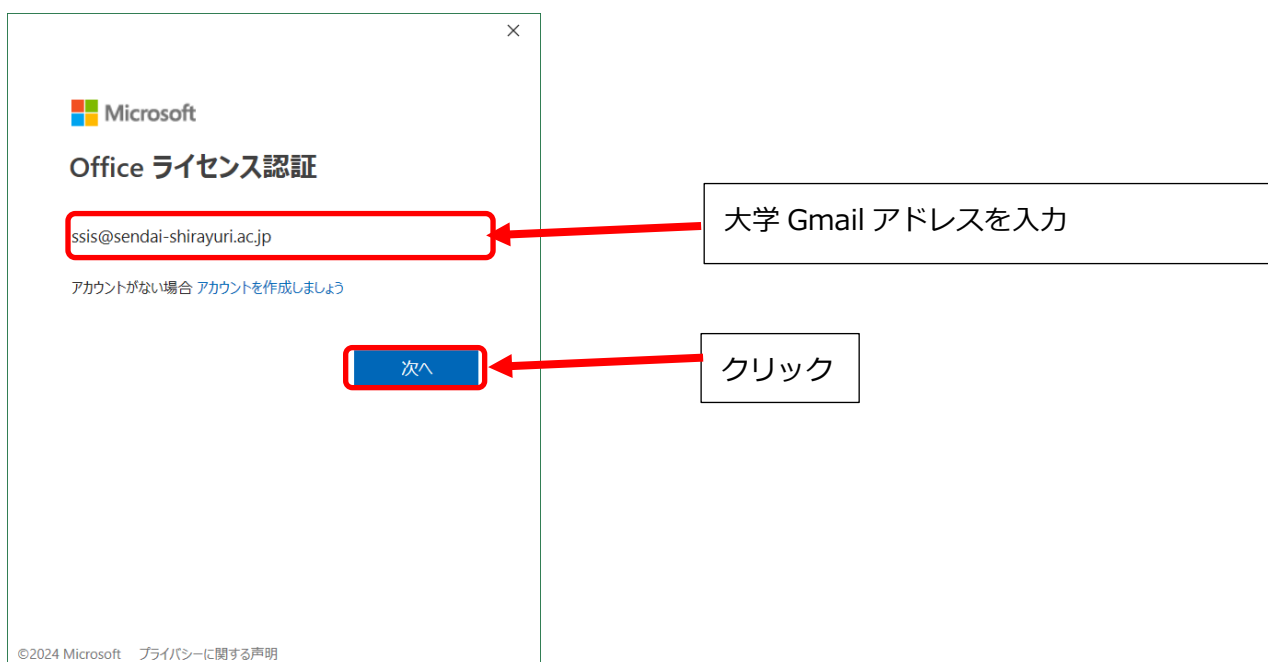 Microsoft
Office ライセンス認証
ssis@sendai-shirayuri.ac.jp
大学 Gmail アドレスを入力
アカウントがない場合 アカウントを作成しましょう
次へ
クリック
©2024 Microsoft プライバシーに関する声明